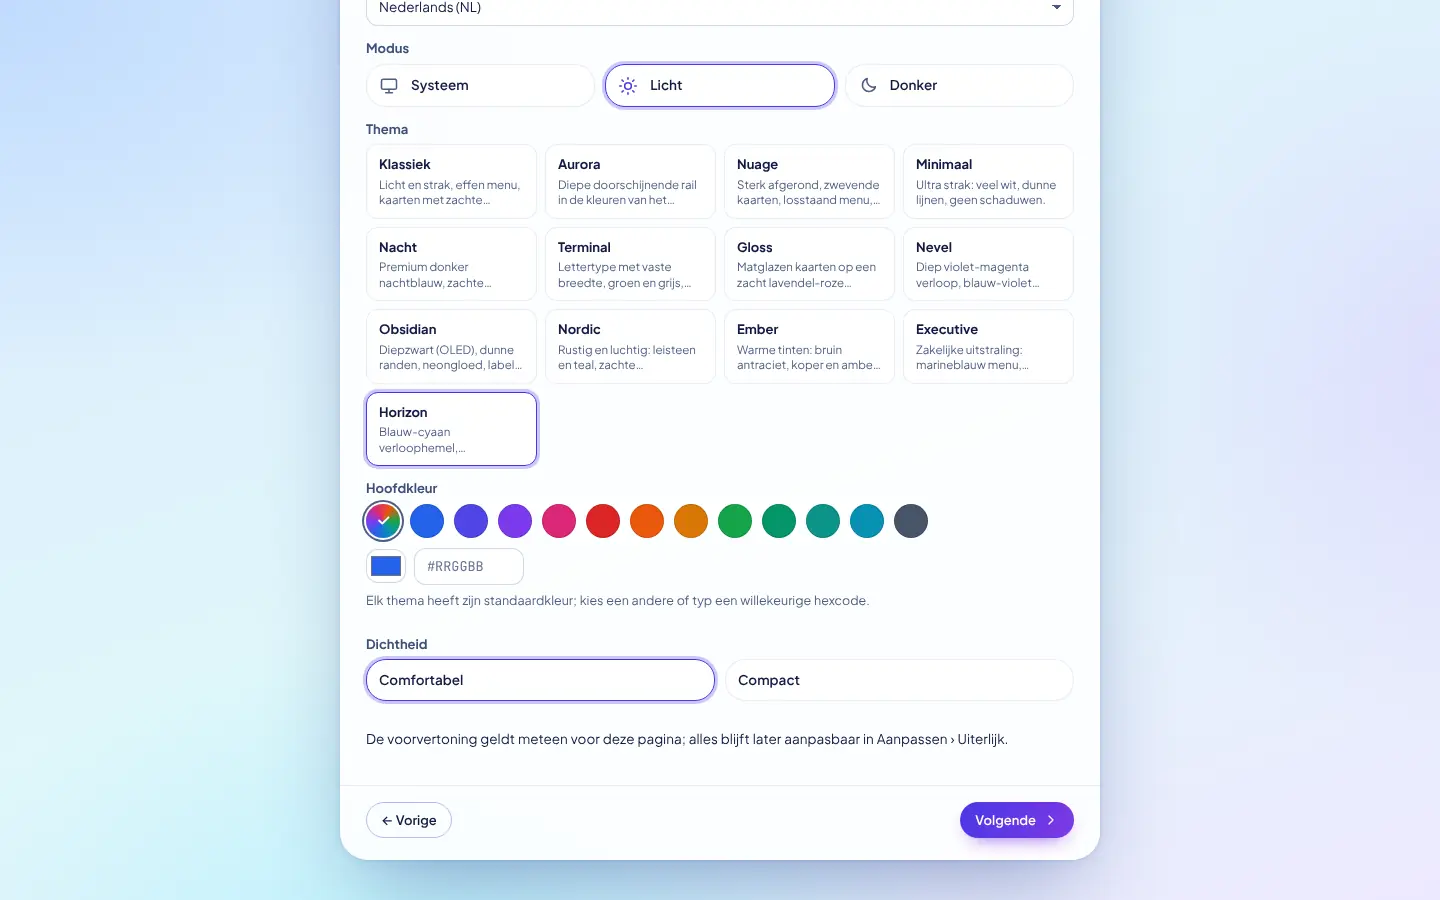 Nederlands (NL)
Modus
Systeem
Licht
Donker
Thema
Klassiek
Licht en strak, effen menu,
kaarten met zachte…
Aurora
Diepe doorschijnende rail
in de kleuren van het…
Nuage
Sterk afgerond, zwevende
kaarten, losstaand menu,…
Minimaal
Ultra strak: veel wit, dunne
lijnen, geen schaduwen.
Nacht
Premium donker
nachtblauw, zachte…
Terminal
Lettertype met vaste
breedte, groen en grijs,…
Gloss
Matglazen kaarten op een
zacht lavendel-roze…
Nevel
Diep violet-magenta
verloop, blauw-violet…
Obsidian
Diepzwart (OLED), dunne
randen, neongloed, label…
Nordic
Rustig en luchtig: leisteen
en teal, zachte…
Ember
Warme tinten: bruin
antraciet, koper en ambe…
Executive
Zakelijke uitstraling:
marineblauw menu,…
Horizon
Blauw-cyaan
verloophemel,…
Hoofdkleur
#RRGGBB
Elk thema heeft zijn standaardkleur; kies een andere of typ een willekeurige hexcode.
Dichtheid
Comfortabel
Compact
De voorvertoning geldt meteen voor deze pagina; alles blijft later aanpasbaar in Aanpassen › Uiterlijk.
← Vorige
Volgende